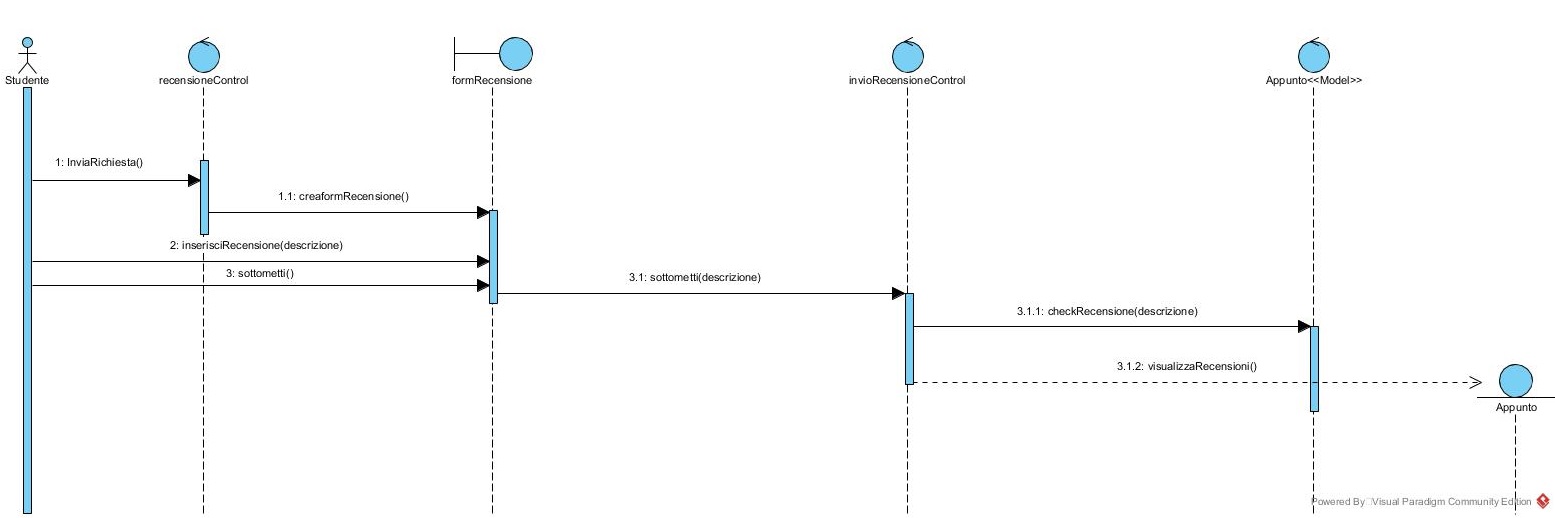 Studente
recensioneControl
formRecensione
invioRecensioneControl
Appunto<<Model>>
1: InviaRichiesta()
1.1: creaformRecensione()
2: inserisciRecensione(descrizione)
3: sottometti()
3.1: sottometti(descrizione)
3.1.1: checkRecensione(descrizione)
3.1.2: visualizzaRecensioni()
Appunto
Powered By Visual Paradigm Community Edition